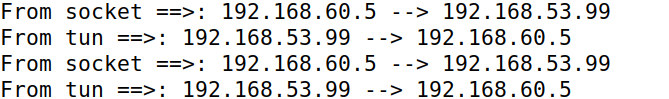 From socket ==>: 192.168.60.5 --> 192.168.53.99
From tun ==>: 192.168.53.99 --> 192.168.60.5
From socket ==>: 192.168.60.5 --> 192.168.53.99
From tun ==>: 192.168.53.99 --> 192.168.60.5